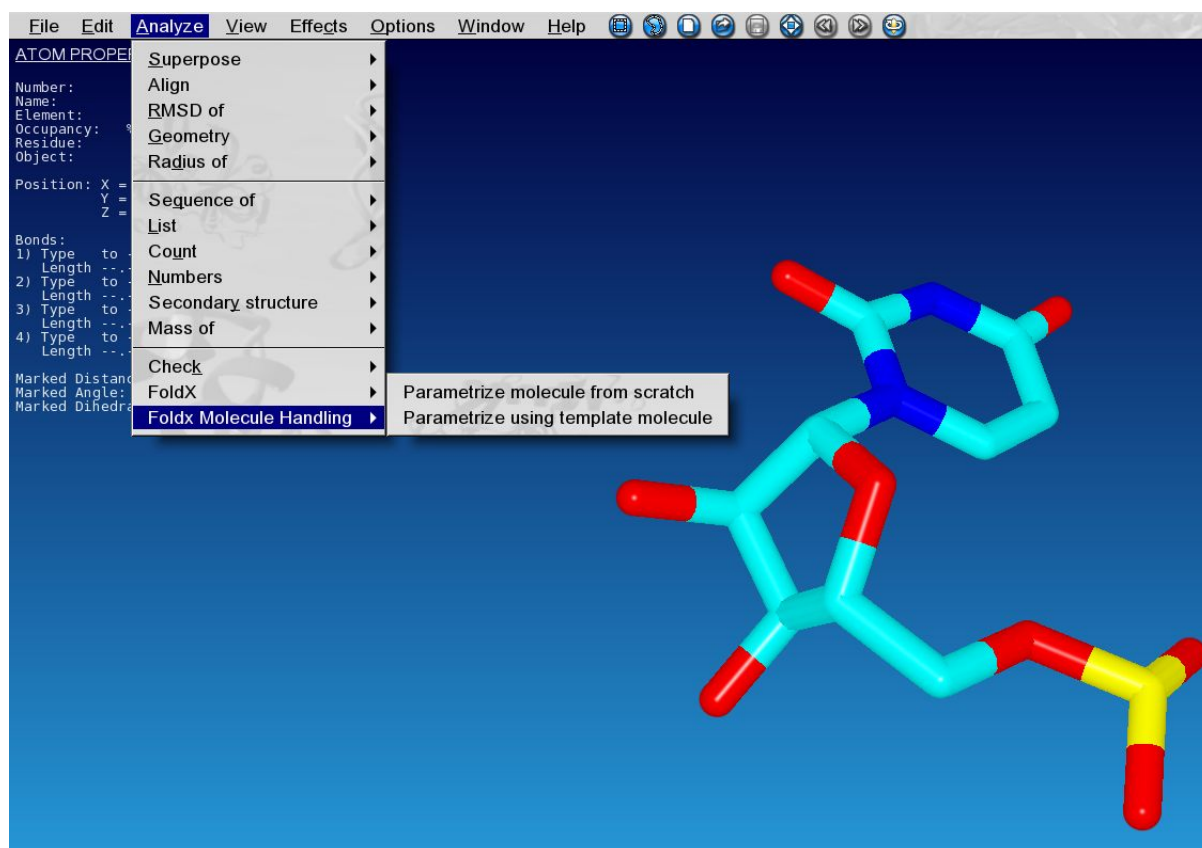 File Edit Analyze View Effects Options Window Help
ATOM PROPE
Number:
Name:
Element:
Occupancy:
Residue:
Object:
Position: X =
Y =
Z =
Bonds:
1) Type to -
Length --.-
2) Type to -
Length --.-
3) Type to -
Length --.-
4) Type to -
Length --.-
Marked Distanc
Marked Angle:
Marked Dihedra
Superpose
Align
RMSD of
Geometry
Radius of
Sequence of
List
Count
Numbers
Secondary structure
Mass of
Check
FoldX
Foldx Molecule Handling
Parametrize molecule from scratch
Parametrize using template molecule